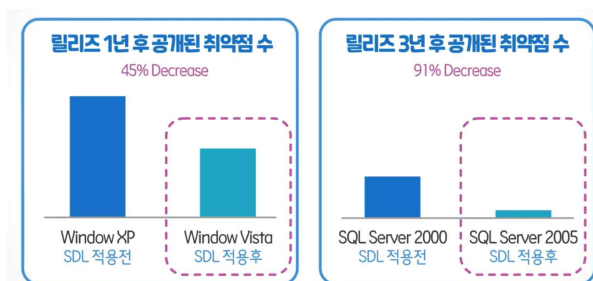 릴리즈 1년 후 공개된 취약점 수
45% Decrease
Window XP
SDL 적용전
Window Vista
SDL 적용후
릴리즈 3년 후 공개된 취약점 수
91% Decrease
SQL Server 2000
SDL 적용전
SQL Server 2005
SDL 적용후